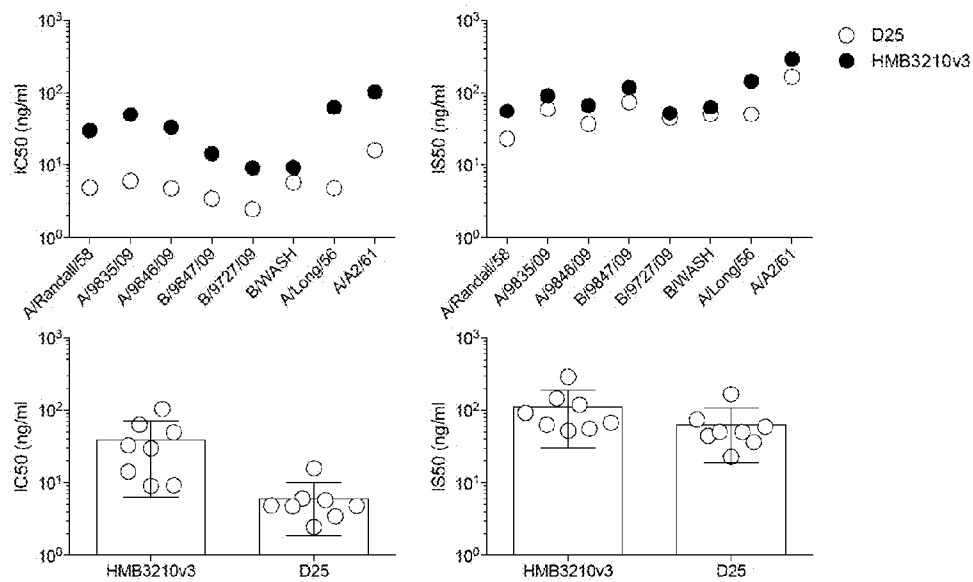 10³
10²
10¹
10⁰
IC50 (ng/ml)
A/Randall/58
A/9835/09
A/9846/09
B/9847/09
B/9727/09
B/WASH
A/Long/56
A/A2/61
10³
10²
10¹
10⁰
IS50 (ng/ml)
A/Randall/58
A/9835/09
A/9846/09
B/9847/09
B/9727/09
B/WASH
A/Long/56
A/A2/61
D25
HMB3210v3
10³
10²
10¹
10⁰
IC50 (ng/ml)
HMB3210v3
D25
10³
10²
10¹
10⁰
IS50 (ng/ml)
HMB3210v3
D25